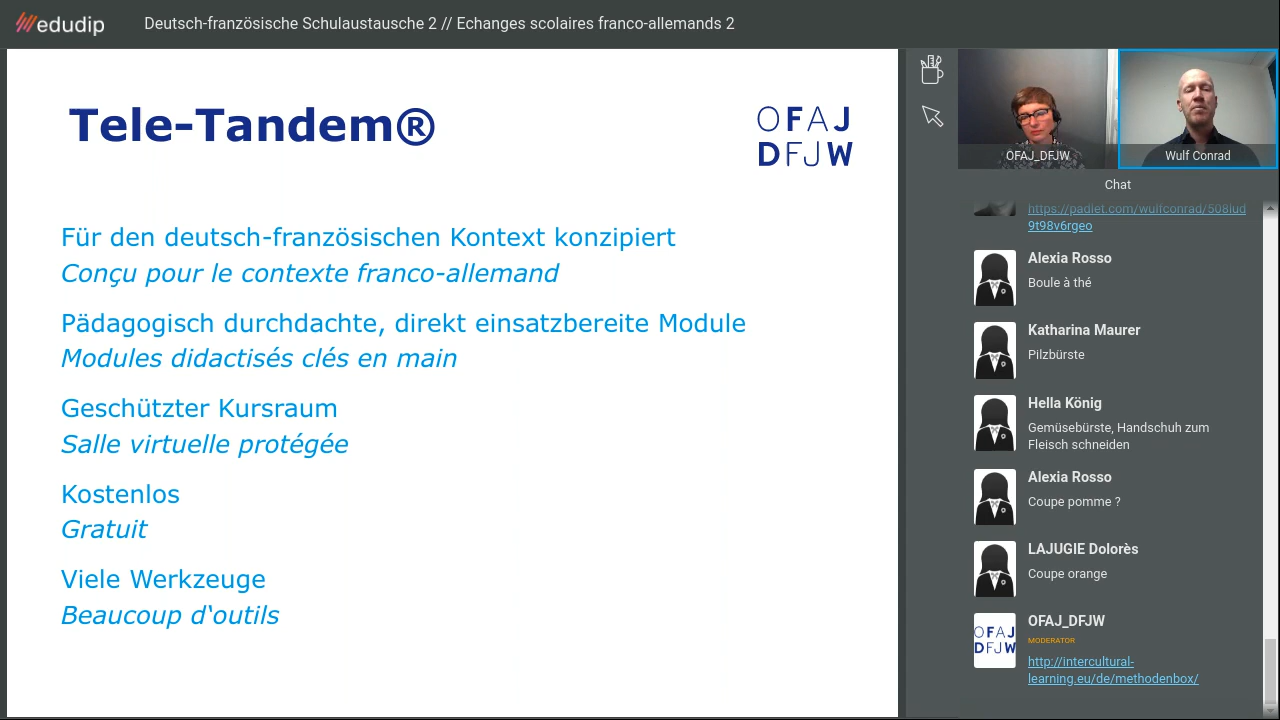 edudip
Deutsch-französische Schulaustausche 2 // Echanges scolaires franco-allemands 2
Tele-Tandem®
OFAJ
DFJW
Für den deutsch-französischen Kontext konzipiert
Conçu pour le contexte franco-allemand
Pädagogisch durchdachte, direkt einsatzbereite Module
Modules didactisés clés en main
Geschützter Kursraum
Salle virtuelle protégée
Kostenlos
Gratuit
Viele Werkzeuge
Beaucoup d‘outils
OFAJ_DFJW
Wulf Conrad
Chat
https://padlet.com/wulfconrad/508lud
9t98v6rgeo
Alexia Rosso
Boule à thé
Katharina Maurer
Pilzbürste
Hella König
Gemüsebürste, Handschuh zum
Fleisch schneiden
Alexia Rosso
Coupe pomme ?
LAJUGIE Dolorès
Coupe orange
OFAJ
DFJW
OFAJ_DFJW
MODERATOR
http://intercultural-
learning.eu/de/methodenbox/